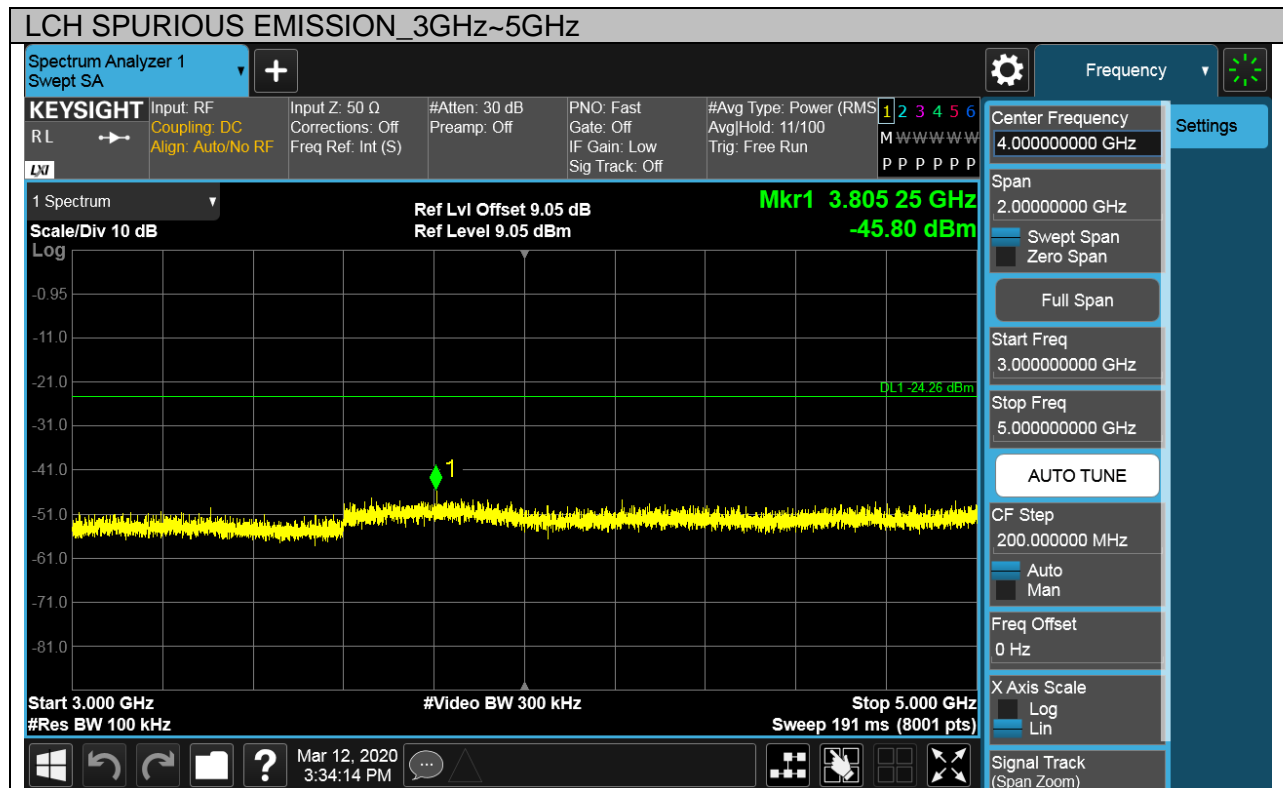 LCH SPURIOUS EMISSION_3GHz~5GHz
Spectrum Analyzer 1
Swept SA
+
Frequency
KEYSIGHT
RL
LXI
Input: RF
Coupling: DC
Align: Auto/No RF
Input Z: 50 Ω
Corrections: Off
Freq Ref: Int (S)
#Atten: 30 dB
Preamp: Off
PNO: Fast
Gate: Off
IF Gain: Low
Sig Track: Off
#Avg Type: Power (RMS
Avg|Hold: 11/100
Trig: Free Run
1 2 3 4 5 6
M W W W W W
P P P P P P
1 Spectrum
Scale/Div 10 dB
Ref Lvl Offset 9.05 dB
Ref Level 9.05 dBm
Mkr1 3.805 25 GHz
-45.80 dBm
Log
-0.95
-11.0
-21.0
DL1 -24.26 dBm
-31.0
-41.0
1
-51.0
-61.0
-71.0
-81.0
Start 3.000 GHz
#Video BW 300 kHz
Stop 5.000 GHz
#Res BW 100 kHz
Sweep 191 ms (8001 pts)
?
Mar 12, 2020
3:34:14 PM
Center Frequency
4.000000000 GHz
Settings
Span
2.00000000 GHz
Swept Span
Zero Span
Full Span
Start Freq
3.000000000 GHz
Stop Freq
5.000000000 GHz
AUTO TUNE
CF Step
200.000000 MHz
Auto
Man
Freq Offset
0 Hz
X Axis Scale
Log
Lin
Signal Track
(Span Zoom)